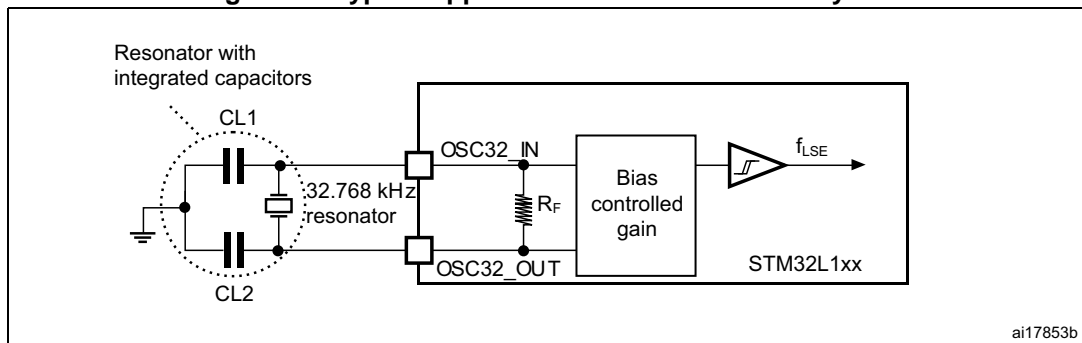 Resonator with
integrated capacitors
CL1
OSC32_IN
fLSE
32.768 kHz
resonator
RF
Bias
controlled
gain
OSC32_OUT
STM32L1xx
CL2
ai17853b